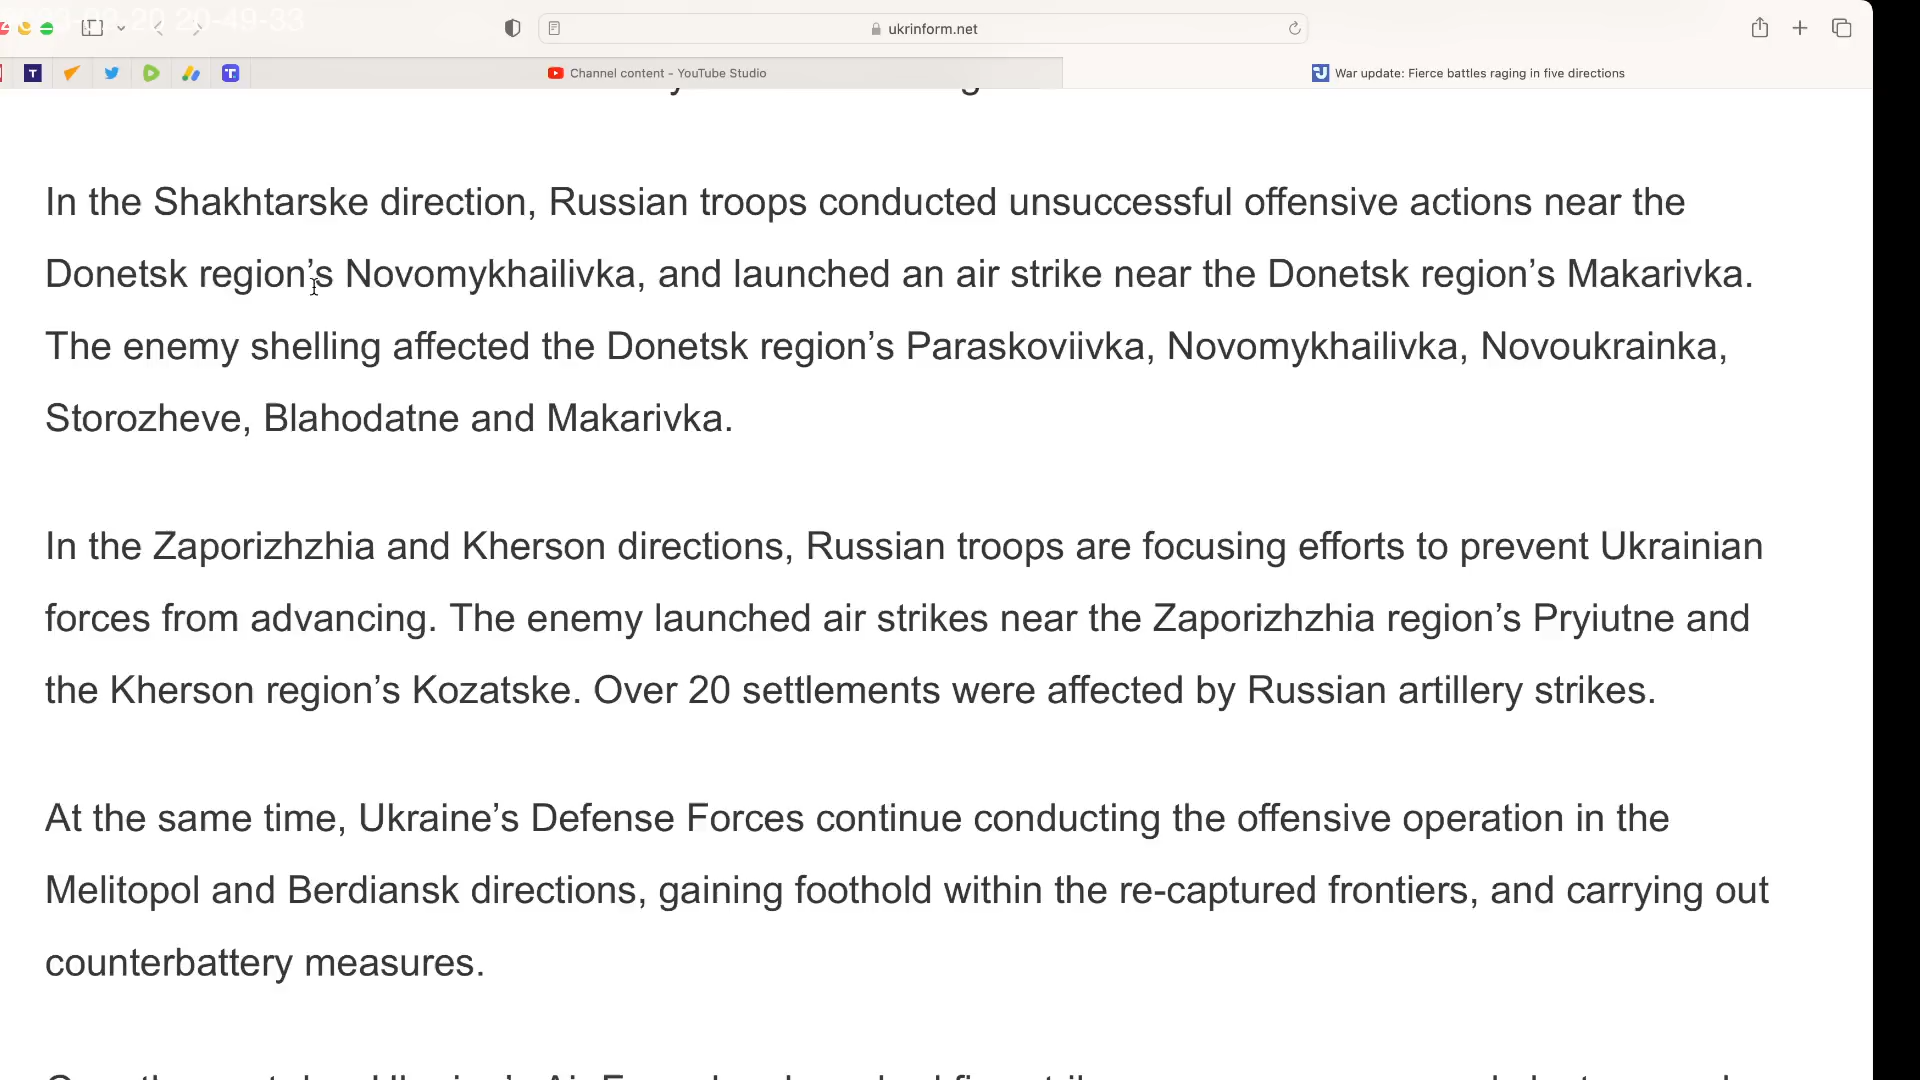 20-49-33
ukrinform.net
T
T
Channel content - YouTube Studio
War update: Fierce battles raging in five directions
In the Shakhtarske direction, Russian troops conducted unsuccessful offensive actions near the
Donetsk region’s Novomykhailivka, and launched an air strike near the Donetsk region’s Makarivka.
The enemy shelling affected the Donetsk region’s Paraskoviivka, Novomykhailivka, Novoukrainka,
Storozheve, Blahodatne and Makarivka.
In the Zaporizhzhia and Kherson directions, Russian troops are focusing efforts to prevent Ukrainian
forces from advancing. The enemy launched air strikes near the Zaporizhzhia region’s Pryiutne and
the Kherson region’s Kozatske. Over 20 settlements were affected by Russian artillery strikes.
At the same time, Ukraine’s Defense Forces continue conducting the offensive operation in the
Melitopol and Berdiansk directions, gaining foothold within the re-captured frontiers, and carrying out
counterbattery measures.